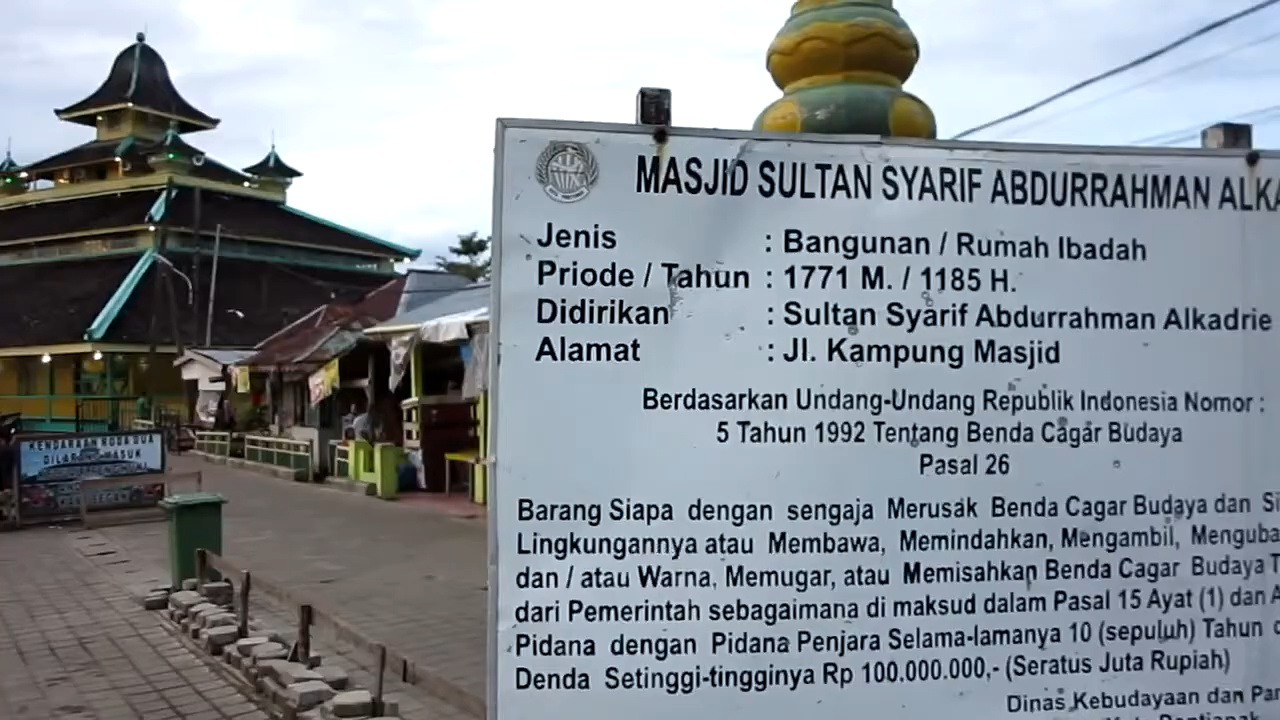 MASJID SULTAN SYARIF ABDURRAHMAN
Jenis : Bangunan / Rumah Ibadah
Priode / Tahun : 1771 M. / 1185 H.
Didirikan : Sultan Syarif Abdurrahman Alkadrie
Alamat : Jl. Kampung Masjid
Berdasarkan Undang-Undang Republik Indonesia Nomor :
5 Tahun 1992 Tentang Benda Cagar Budaya
Pasal 26
Barang Siapa dengan sengaja Merusak Benda Cagar Budaya dan
Lingkungannya atau Membawa, Memindahkan, Mengambil,
dan / atau Warna, Memugar, atau Memisahkan Benda Cagar Budaya
dari Pemerintah sebagaimana di maksud dalam Pasal 15 Ayat (1) dan
Pidana dengan Pidana Penjara Selama-lamanya 10 (sepuluh) Tahun
Denda Setinggi-tingginya Rp 100.000.000,- (Seratus Juta Rupiah)
Dinas Kebudayaan dan
KENDARAAN RODA DUA
DILARANG MASUK